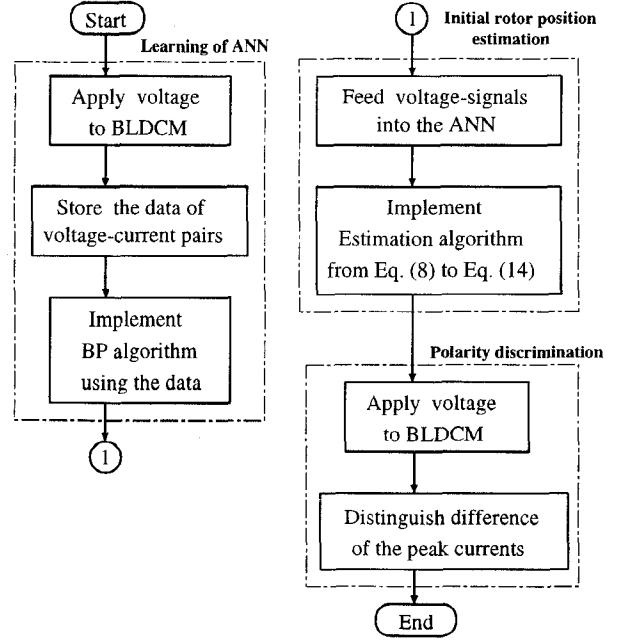 Start
Learning of ANN
Apply voltage
to BLDCM
Store the data of
voltage-current pairs
Implement
BP algorithm
using the data
1
1
Initial rotor position
estimation
Feed voltage-signals
into the ANN
Implement
Estimation algorithm
from Eq. (8) to Eq. (14)
Polarity discrimination
Apply voltage
to BLDCM
Distinguish difference
of the peak currents
End